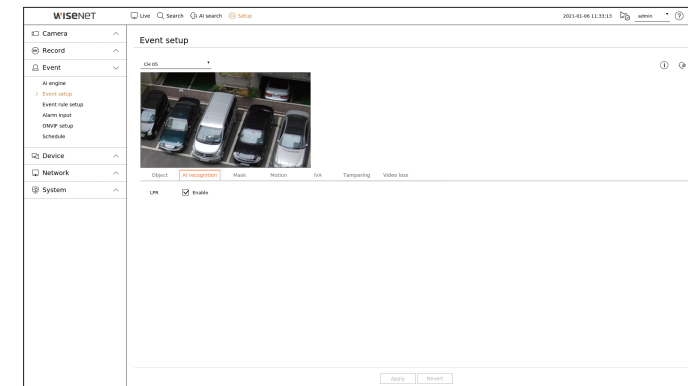 WISENET
Live Search AI search Setup 2021-01-06 11:33:13 admin ?
Camera
Record
Event
AI engine
> Event setup
Event rule setup
Alarm input
ONVIF setup
Schedule
Device
Network
System
Event setup
CH 05
Object AI recognition Mask Motion IVA Tampering Video loss
LPR Enable
Apply Revert